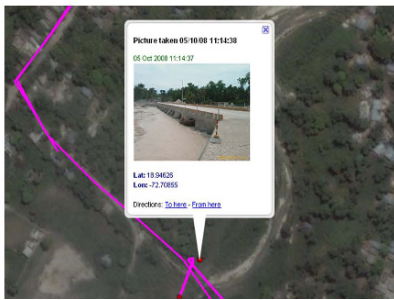 Picture taken 05/10/08 11:14:38
05 Oct 2008 11:14:37
Lat: 18.94626
Lon: -72.70855
Directions: To here - From here